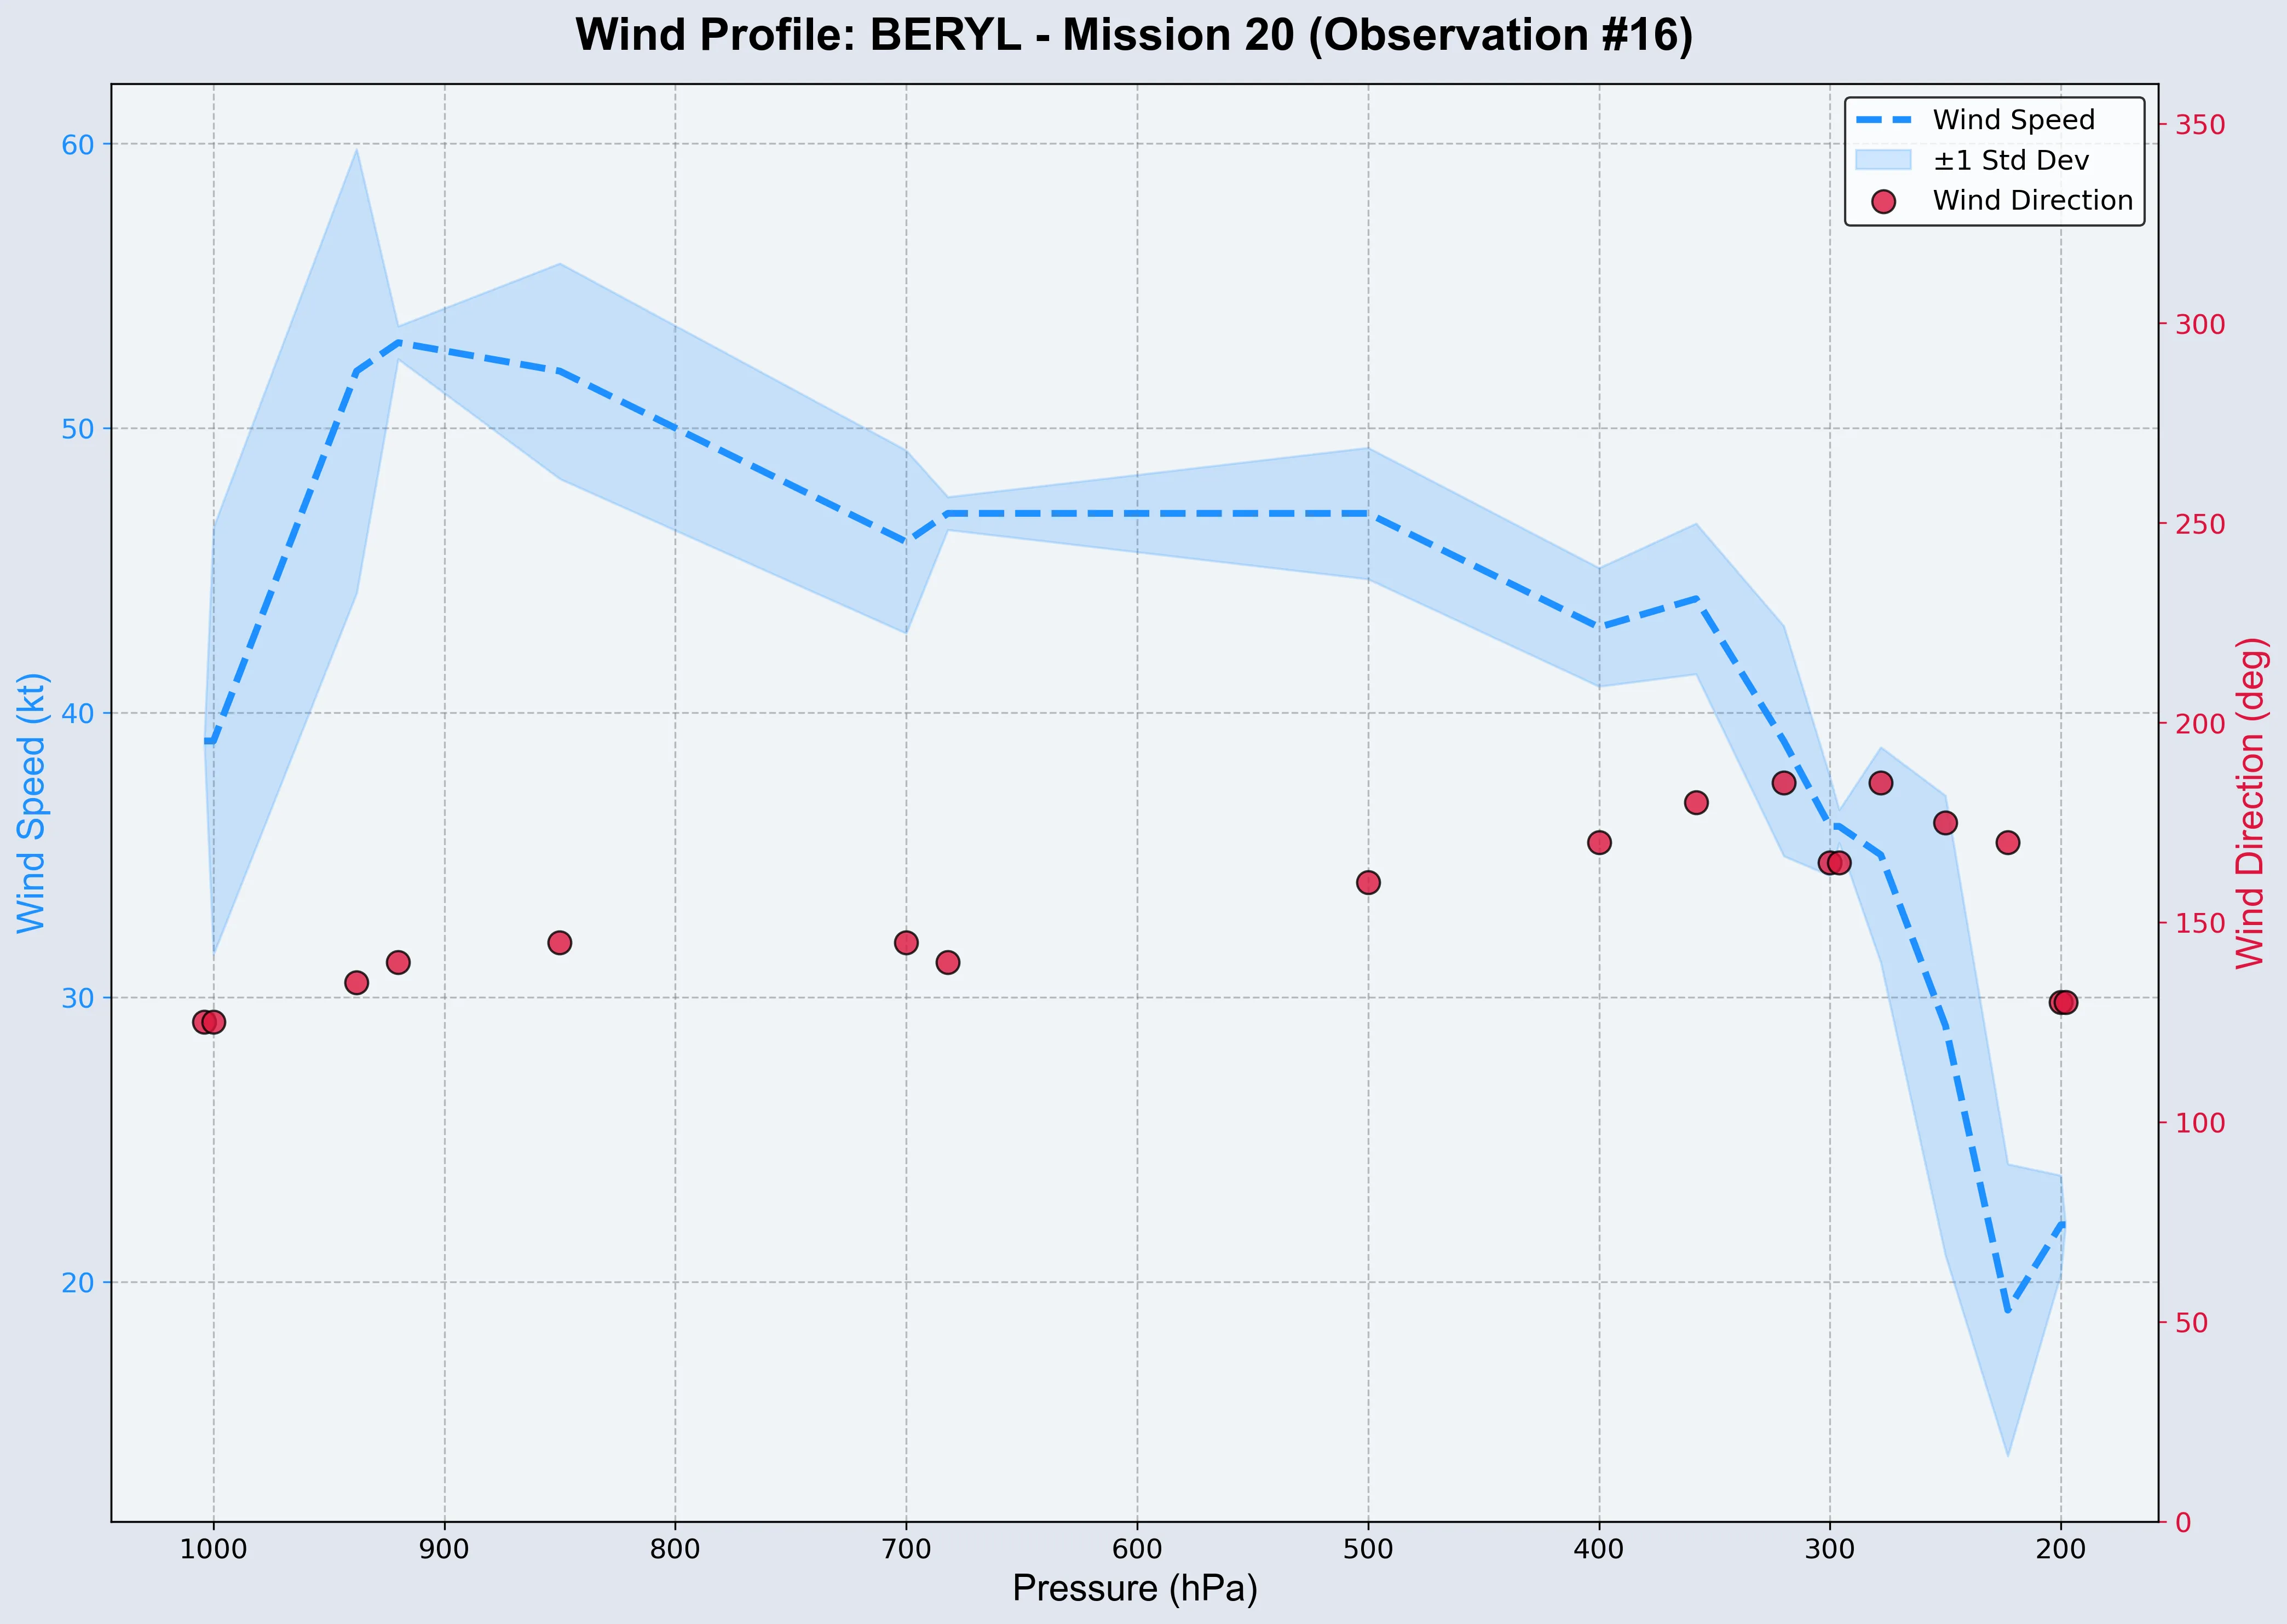 Wind Profile: BERYL - Mission 20 (Observation #16)
Wind Speed
±1 Std Dev
Wind Direction
60
50
40
30
20
Wind Speed (kt)
350
300
250
200
150
100
50
0
Wind Direction (deg)
1000 900 800 700 600 500 400 300 200
Pressure (hPa)